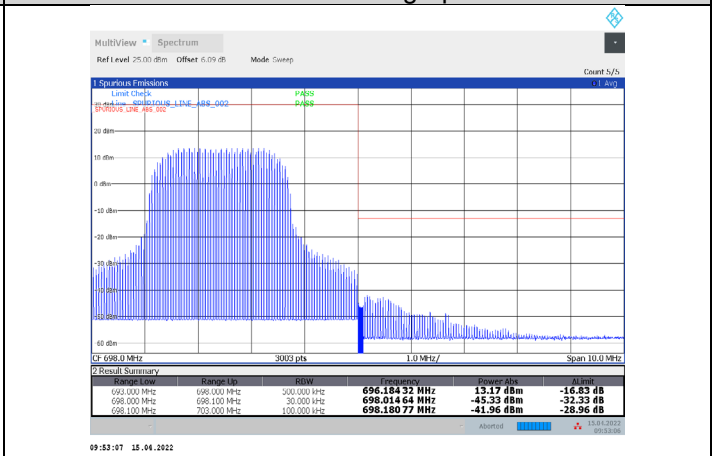 MultiView Spectrum
Ref Level 25.00 dBm Offset 6.09 dB Mode Sweep
Count 5/5
1 Spurious Emissions 1 Avg
Limit Check PASS
Line SPURIOUS_LINE_ABS_002 PASS
SPURIOUS_LINE_ABS_002
20 dBm
10 dBm
0 dBm
-10 dBm
-20 dBm
-30 dBm
60 dBm
CF 698.0 MHz 3003 pts 1.0 MHz/ Span 10.0 MHz
2 Result Summary
Range Low Range Up RBW Frequency Power Abs ΔLimit
693.000 MHz 698.000 MHz 500.000 kHz 696.184 32 MHz 13.17 dBm -16.83 dB
698.000 MHz 698.100 MHz 30.000 kHz 698.014 64 MHz -45.33 dBm -32.33 dB
698.100 MHz 703.000 MHz 100.000 kHz 698.180 77 MHz -41.96 dBm -28.96 dB
Aborted 15.04.2022
09:53:06
09:53:07 15.04.2022